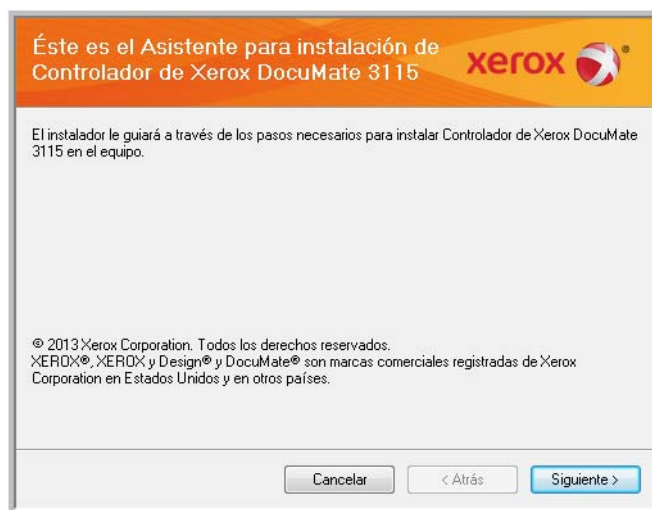 Éste es el Asistente para instalación de
Controlador de Xerox DocuMate 3115
xerox
El instalador le guiará a través de los pasos necesarios para instalar Controlador de Xerox DocuMate
3115 en el equipo.
© 2013 Xerox Corporation. Todos los derechos reservados.
XEROX®, XEROX y Design® y DocuMate® son marcas comerciales registradas de Xerox
Corporation en Estados Unidos y en otros países.
Cancelar < Atrás Siguiente >